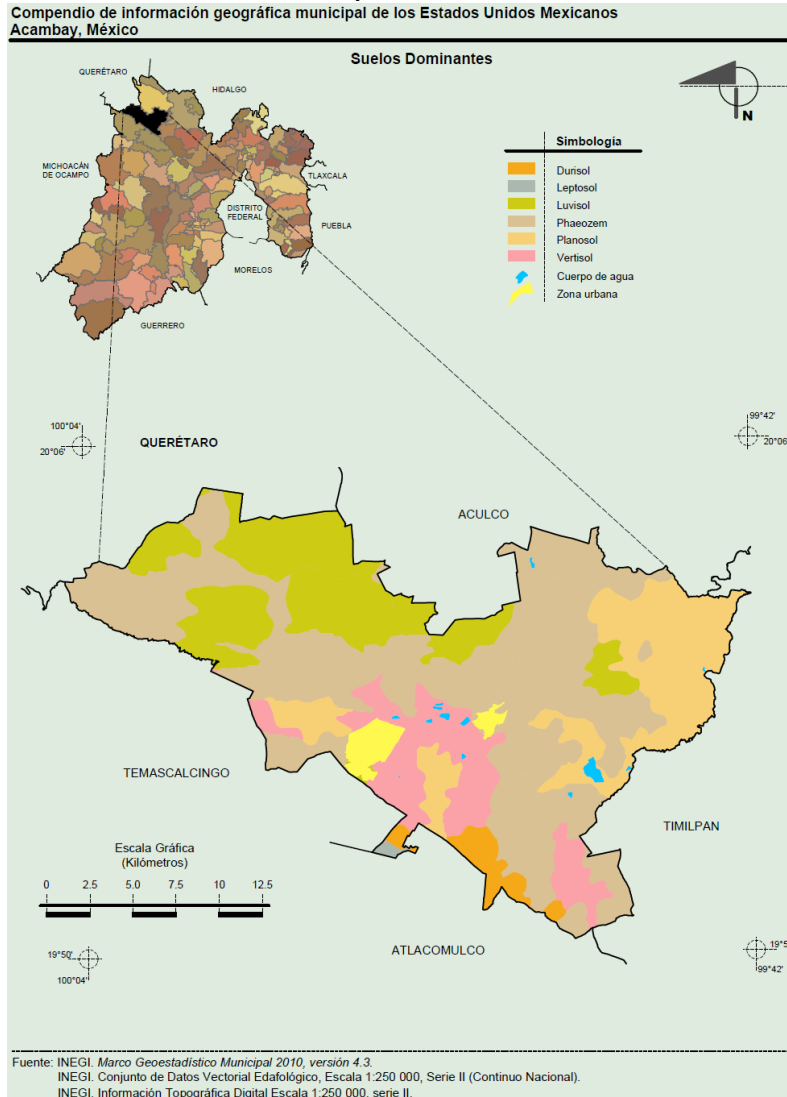 Compendio de información geográfica municipal de los Estados Unidos Mexicanos
Acambay, México
Suelos Dominantes
QUERÉTARO
HIDALGO
MICHOACÁN
DE OCAMPO
TLAXCALA
DISTRITO
FEDERAL
PUEBLA
MORELOS
GUERRERO
N
Simbología
Durisol
Leptosol
Luvisol
Phaeozem
Planosol
Vertisol
Cuerpo de agua
Zona urbana
100°04'
20°06'
99°42'
20°06'
QUERÉTARO
ACULCO
TEMASCALCINGO
TIMILPAN
ATLACOMULCO
Escala Gráfica
(Kilómetros)
0 2.5 5 7.5 10 12.5
19°50'
100°04'
19°5
99°42'
Fuente: INEGI. Marco Geoestadístico Municipal 2010, versión 4.3.
INEGI. Conjunto de Datos Vectorial Edafológico, Escala 1:250 000, Serie II (Continuo Nacional).
INEGI. Información Topográfica Digital Escala 1:250 000, serie II.